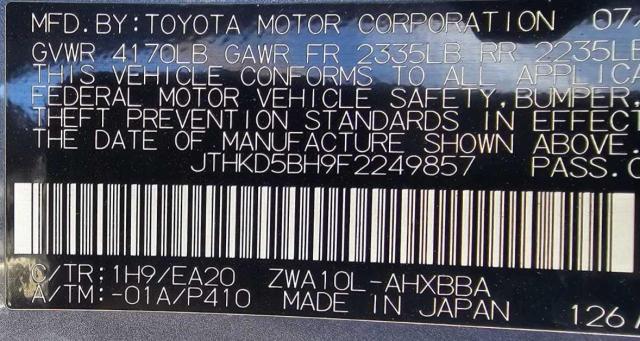 MFD. BY: TOYOTA MOTOR CORPORATION 07
GVWR 4170LB GAWR FR 2335LB RR 2235LB
THIS VEHICLE CONFORMS TO ALL APPLICA
FEDERAL MOTOR VEHICLE SAFETY, BUMPER,
THEFT PREVENTION STANDARDS IN EFFECT
THE DATE OF MANUFACTURE SHOWN ABOVE.
JTHKD5BH9F2249857 PASS.C
C/TR: 1H9/EA20 ZWA10L-AHXBBA
A/TM: -01A/P410 MADE IN JAPAN 126A